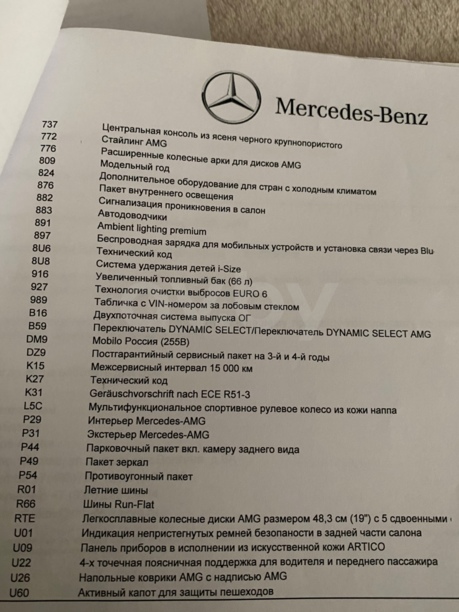 Mercedes-Benz
737 Центральная консоль из ясеня черного крупнопористого
772 Стайлинг AMG
776 Расширенные колесные арки для дисков AMG
809 Модельный год
824 Дополнительное оборудование для стран с холодным климатом
876 Пакет внутреннего освещения
882 Сигнализация проникновения в салон
883 Автодоводчики
891 Ambient lighting premium
897 Беспроводная зарядка для мобильных устройств и установка связи через Blu
8U6 Технический код
8U8 Система удержания детей i-Size
916 Увеличенный топливный бак (66 л)
927 Технология очистки выбросов EURO 6
989 Табличка с VIN-номером за лобовым стеклом
B16 Двухпоточная система выпуска ОГ
B59 Переключатель DYNAMIC SELECT/Переключатель DYNAMIC SELECT AMG
DM9 Mobilo Россия (255B)
DZ9 Постгарантийный сервисный пакет на 3-й и 4-й годы
K15 Межсервисный интервал 15 000 км
K27 Технический код
K31 Geräuschvorschrift nach ECE R51-3
L5C Мультифункциональное спортивное рулевое колесо из кожи наппа
P29 Интерьер Mercedes-AMG
P31 Экстерьер Mercedes-AMG
P44 Парковочный пакет вкл. камеру заднего вида
P49 Пакет зеркал
P54 Противоугонный пакет
R01 Летние шины
R66 Шины Run-Flat
RTE Легкосплавные колесные диски AMG размером 48,3 см (19") с 5 сдвоенными
U01 Индикация непристегнутых ремней безопасности в задней части салона
U09 Панель приборов в исполнении из искусственной кожи ARTICO
U22 4-х точечная поясничная поддержка для водителя и переднего пассажира
U26 Напольные коврики AMG с надписью AMG
U60 Активный капот для защиты пешеходов